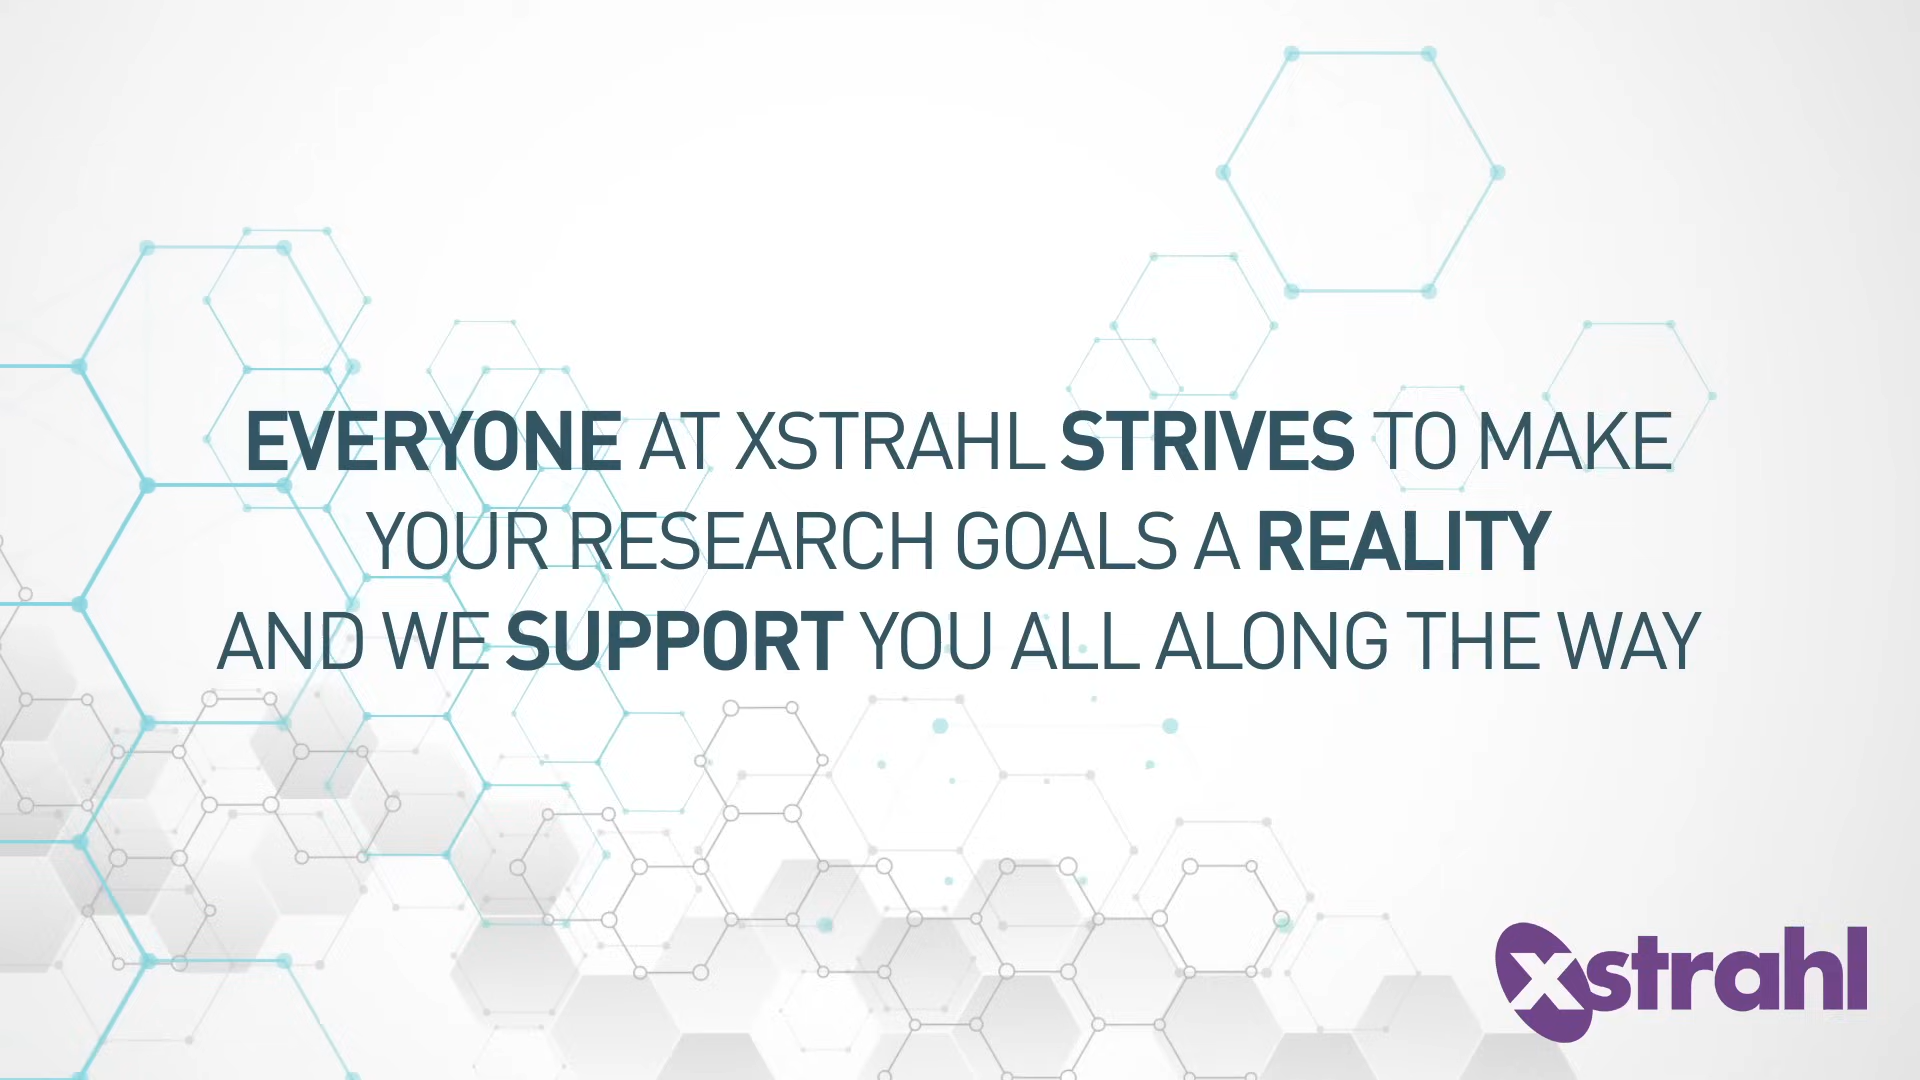 EVERYONE AT XSTRAHL STRIVES TO MAKE
YOUR RESEARCH GOALS A REALITY
AND WE SUPPORT YOU ALL ALONG THE WAY
xstrahl